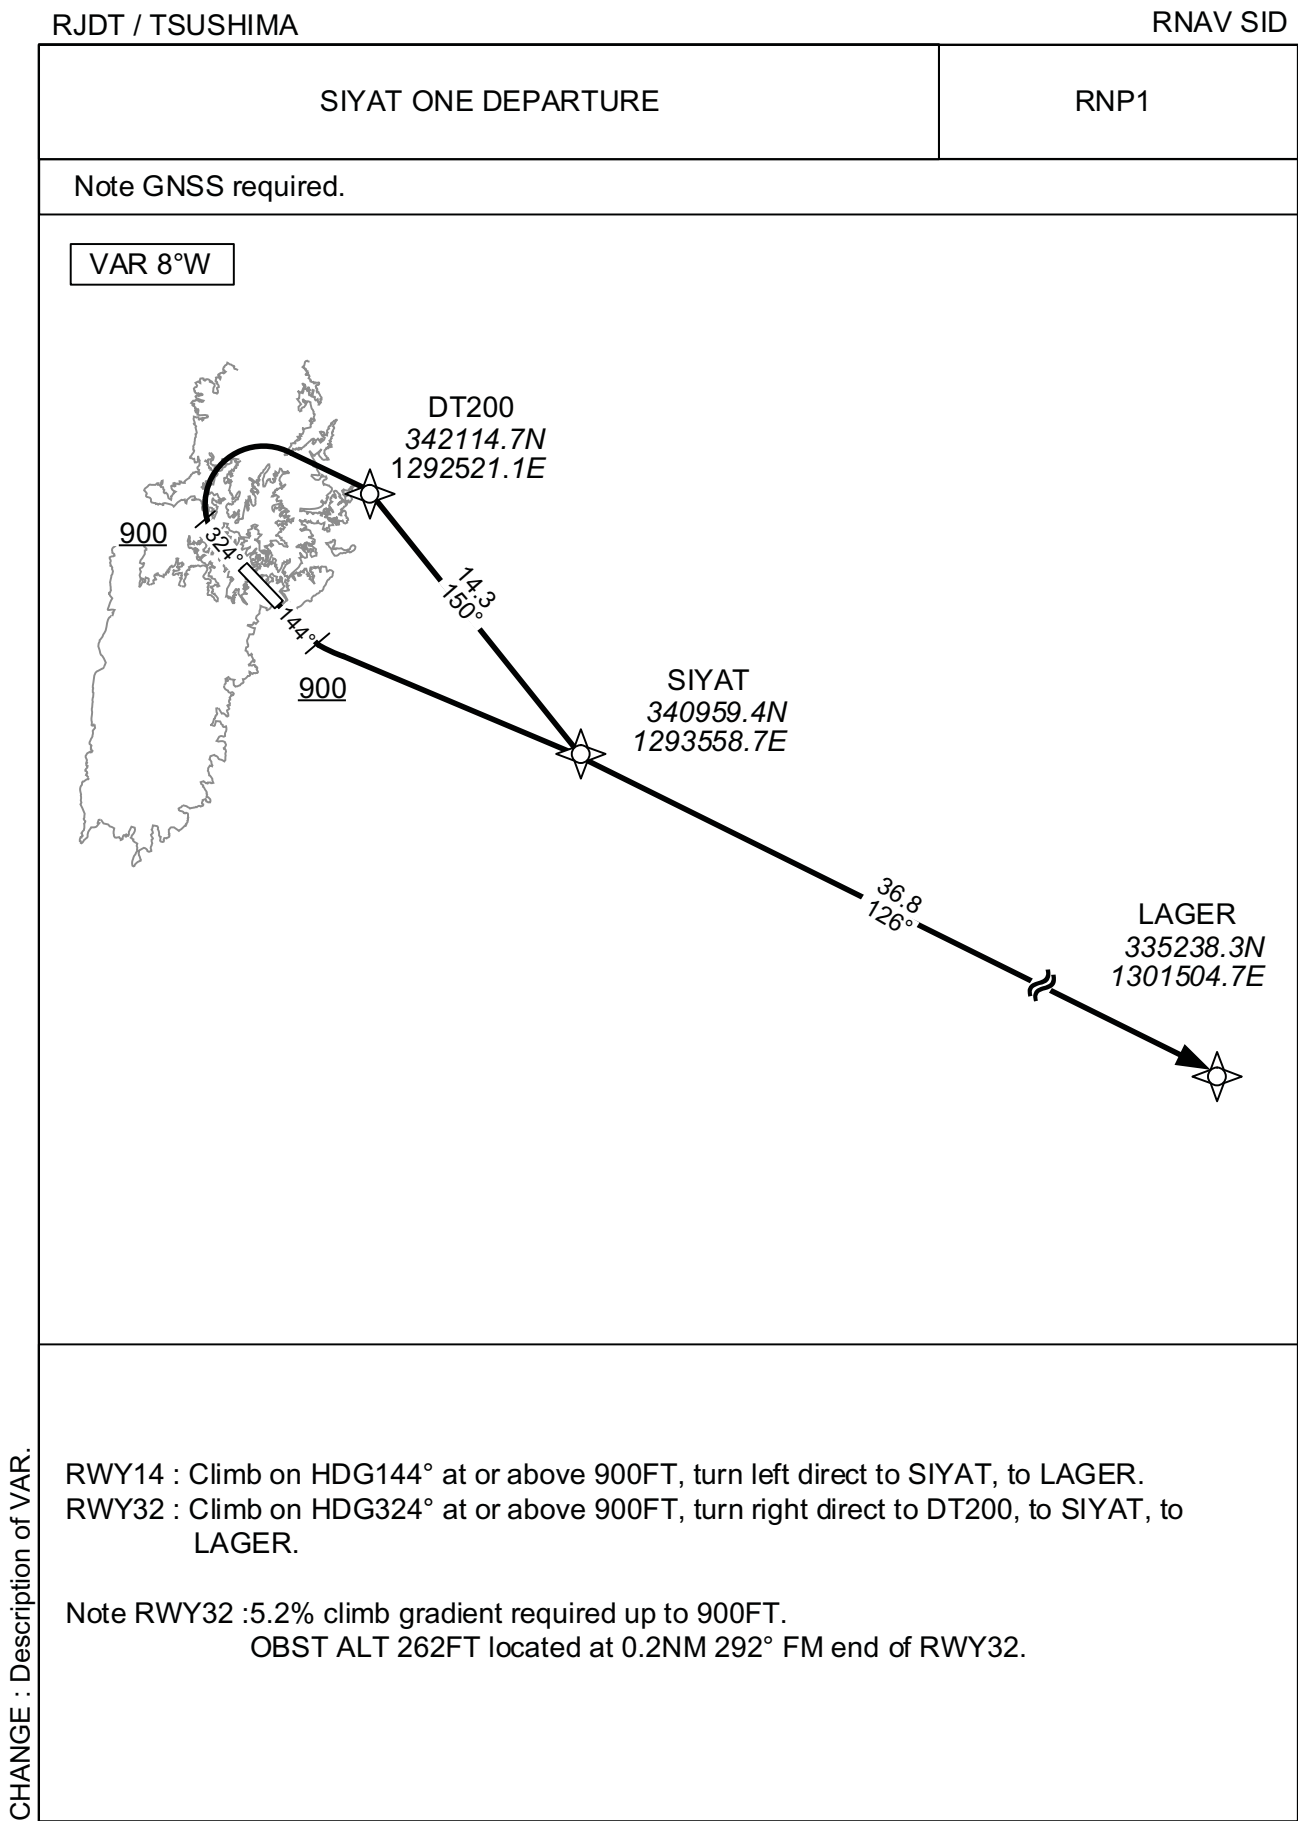 RJDT / TSUSHIMA
RNAV SID
SIYAT ONE DEPARTURE
RNP1
Note GNSS required.
VAR 8°W
DT200
342114.7N
1292521.1E
900
324°
144°
900
14.3
150°
SIYAT
340959.4N
1293558.7E
36.8
126°
LAGER
335238.3N
1301504.7E
RWY14 : Climb on HDG144° at or above 900FT, turn left direct to SIYAT, to LAGER.
RWY32 : Climb on HDG324° at or above 900FT, turn right direct to DT200, to SIYAT, to
LAGER.
Note RWY32 :5.2% climb gradient required up to 900FT.
OBST ALT 262FT located at 0.2NM 292° FM end of RWY32.
CHANGE : Description of VAR.